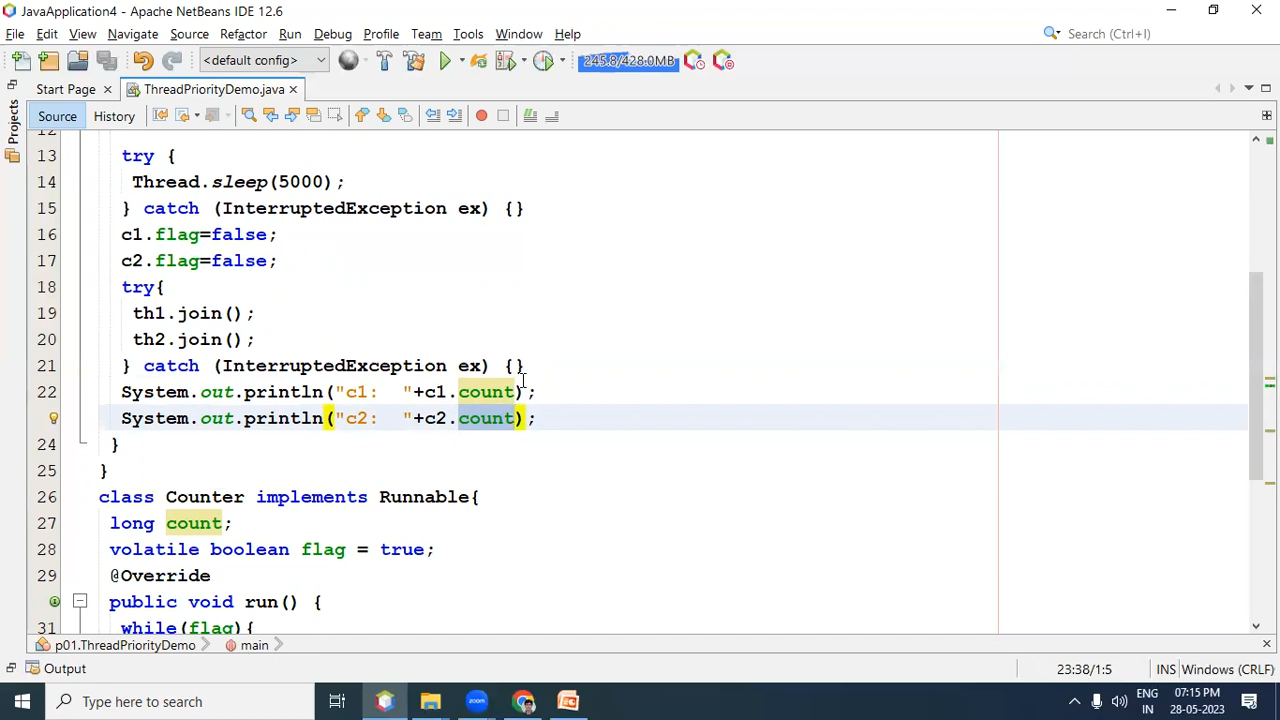 JavaApplication4 - Apache NetBeans IDE 12.6
File Edit View Navigate Source Refactor Run Debug Profile Team Tools Window Help
Search (Ctrl+I)
<default config>
245.8/428.0MB
Projects
Start Page
ThreadPriorityDemo.java
Source History
13 try {
14 Thread.sleep(5000);
15 } catch (InterruptedException ex) {}
16 c1.flag=false;
17 c2.flag=false;
18 try{
19 th1.join();
20 th2.join();
21 } catch (InterruptedException ex) {}
22 System.out.println("c1:  "+c1.count);
23 System.out.println("c2:  "+c2.count);
24 }
25 }
26 class Counter implements Runnable{
27 long count;
28 volatile boolean flag = true;
29 @Override
30 public void run() {
31 while(flag){
p01.ThreadPriorityDemo main
Output
23:38/1:5 INS Windows (CRLF)
Type here to search
zoom
ENG
IN
07:15 PM
28-05-2023